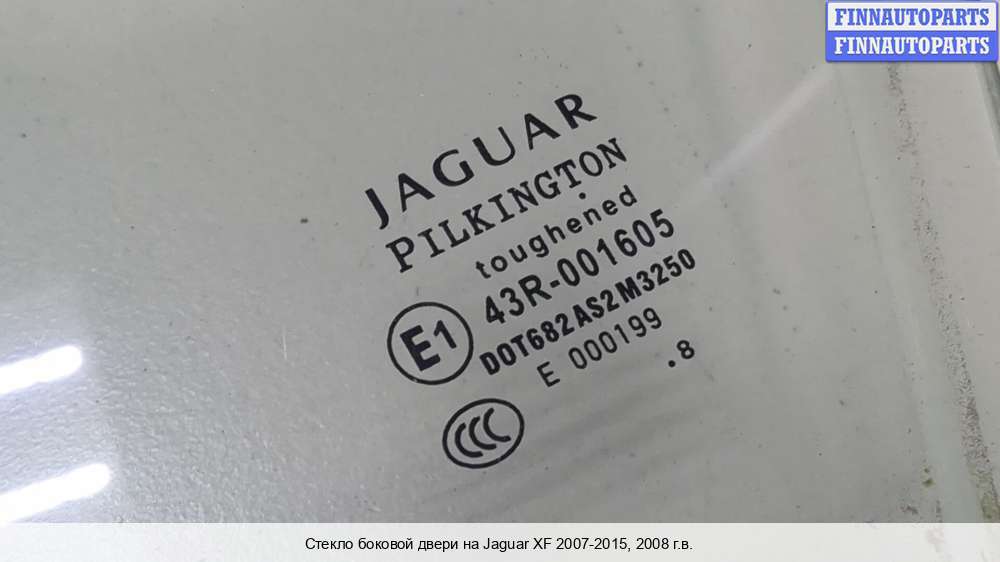 FINNAUTOPARTS
FINNAUTOPARTS
JAGUAR
PILKINGTON
toughened
43R-001605
E1
DOT682AS2M3250
E 000199
.8
CCC
Стекло боковой двери на Jaguar XF 2007-2015, 2008 г.в.